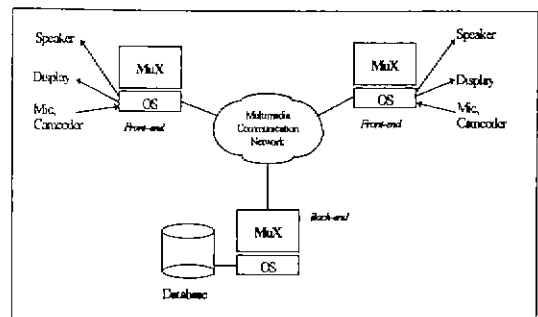 Speaker
Display
Mic,
Camcoder
MuX
OS
Front-end
Multimedia
Communication
Network
MuX
OS
Front-end
Speaker
Display
Mic,
Camcoder
MuX
OS
Back-end
Database